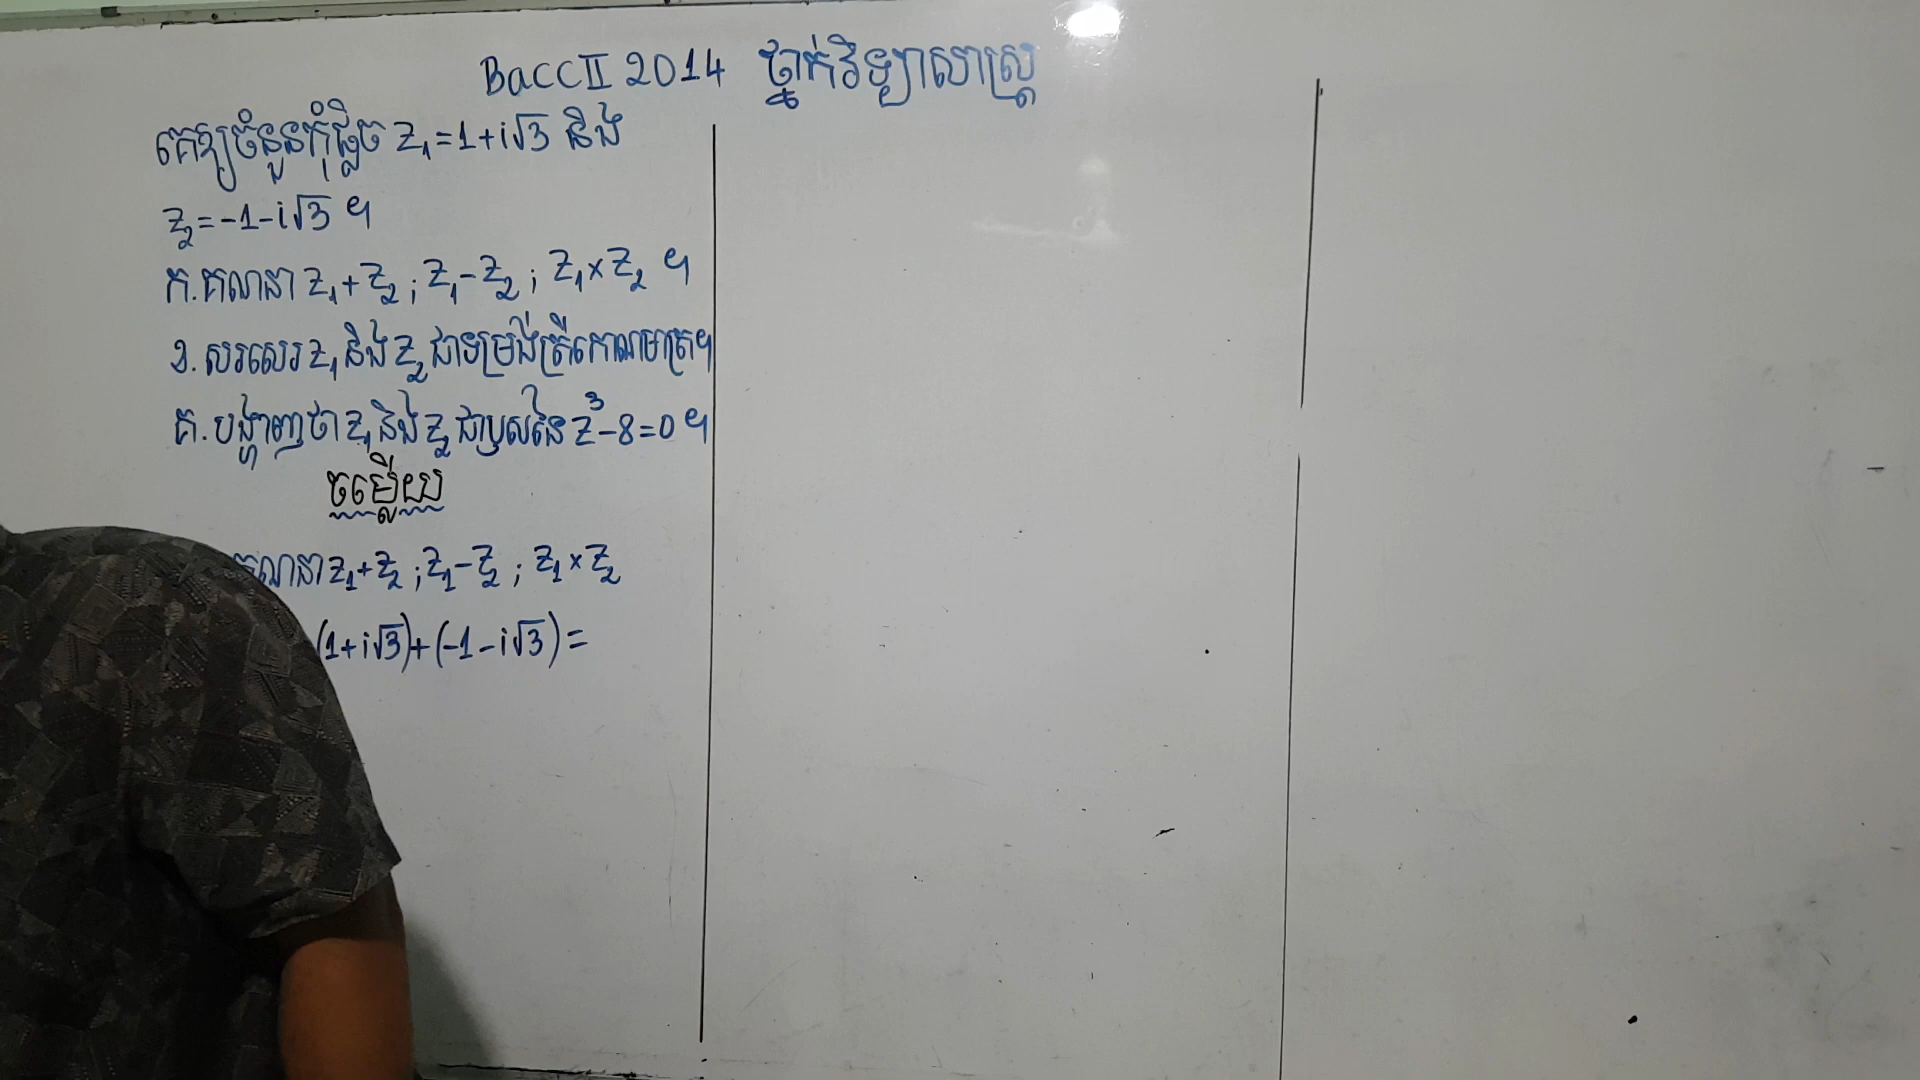 BacCII 2014 ថ្នាក់វិទ្យាសាស្ត្រ
គេឱ្យចំនួនកុំផ្លិច z₁=1+i√3 និង
z₂=-1-i√3 ។
ក.គណនា z₁+z₂ ; z₁-z₂ ; z₁×z₂ ។
ខ. សរសេរ z₁ និង z₂ ជាទម្រង់ត្រីកោណមាត្រ។
គ. បង្ហាញថា z₁ និង z₂ ជាឫសនៃ z³-8=0 ។
ចម្លើយ
គណនា z₁+z₂ ; z₁-z₂ ; z₁×z₂
(1+i√3)+(-1-i√3)=